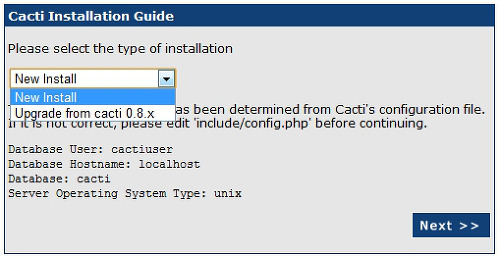 Cacti Installation Guide
Please select the type of installation
New Install
New Install
Upgrade from cacti 0.8.x
as been determined from Cacti's configuration file.
If it is not correct, please edit 'include/config.php' before continuing.
Database User: cactiuser
Database Hostname: localhost
Database: cacti
Server Operating System Type: unix
Next >>